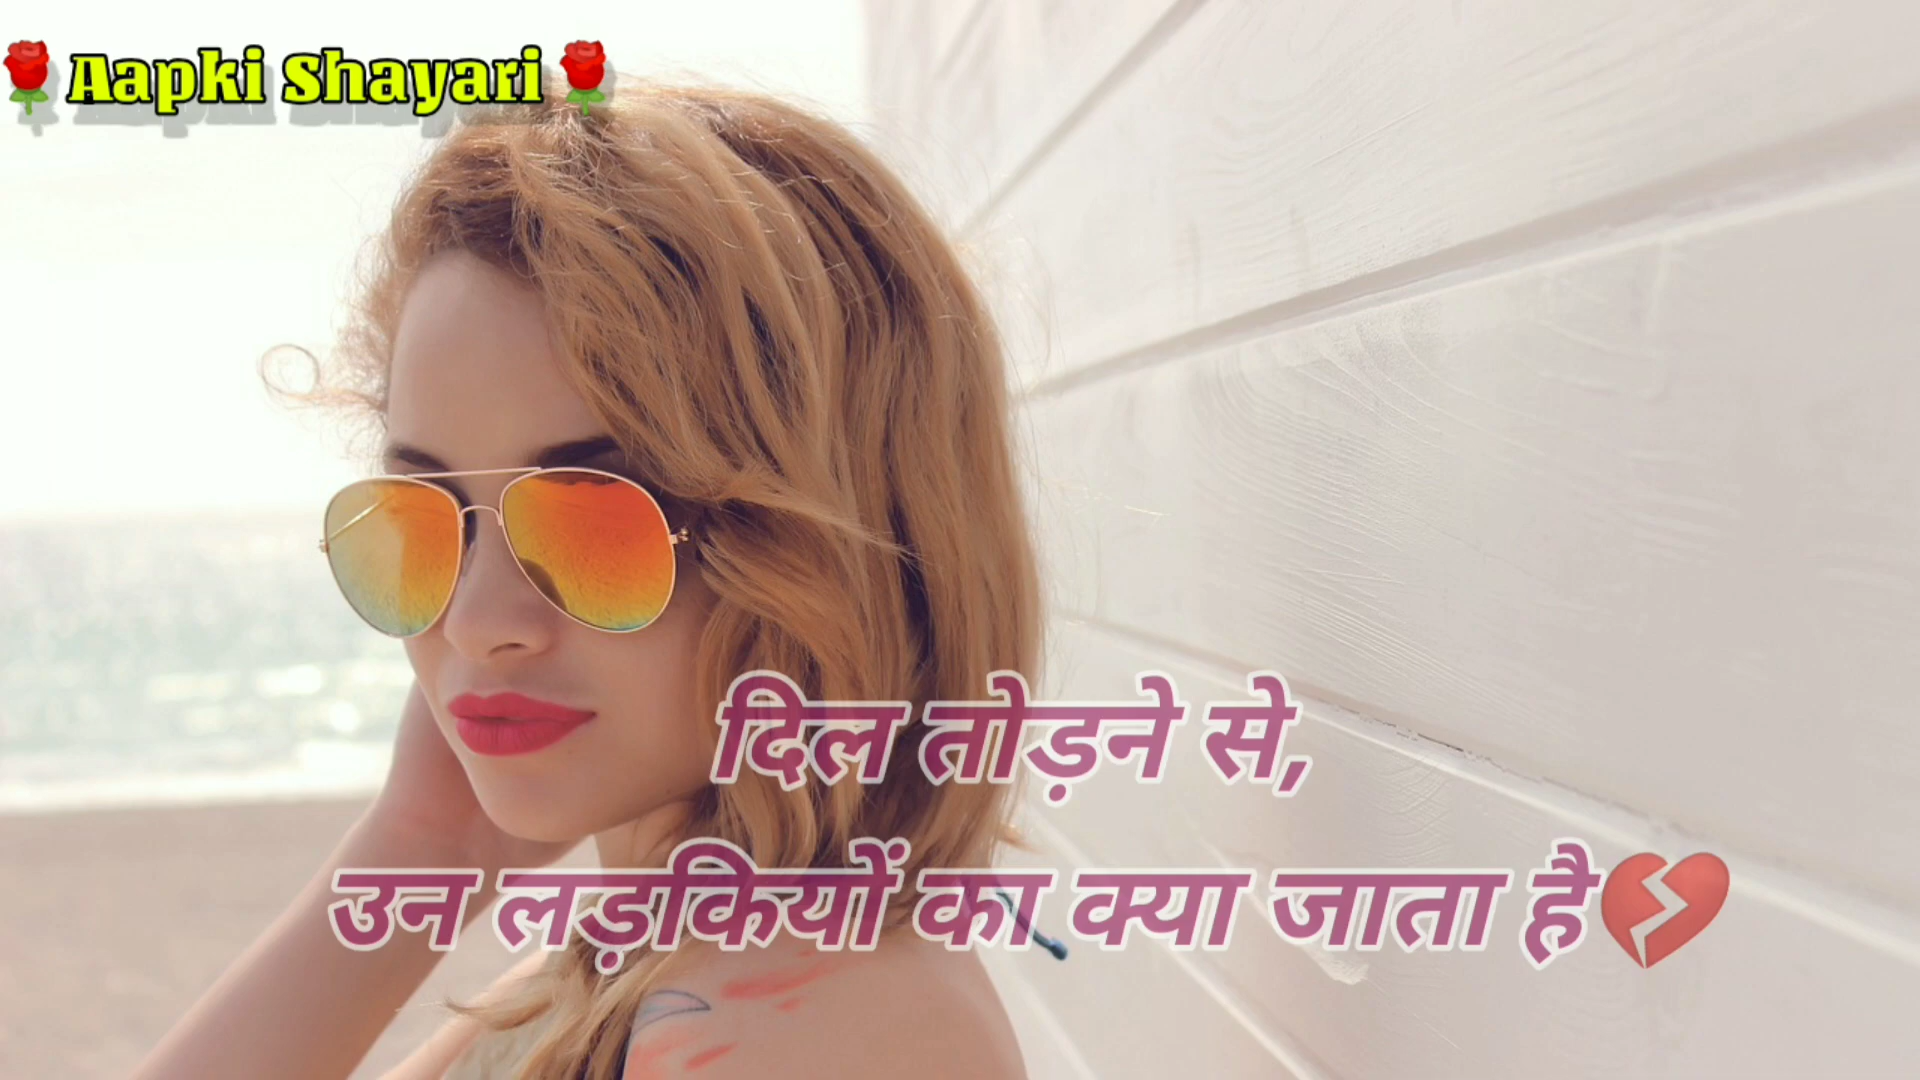 🌹Aapki Shayari🌹
दिल तोड़ने से,
उन लड़कियों का क्या जाता है💔